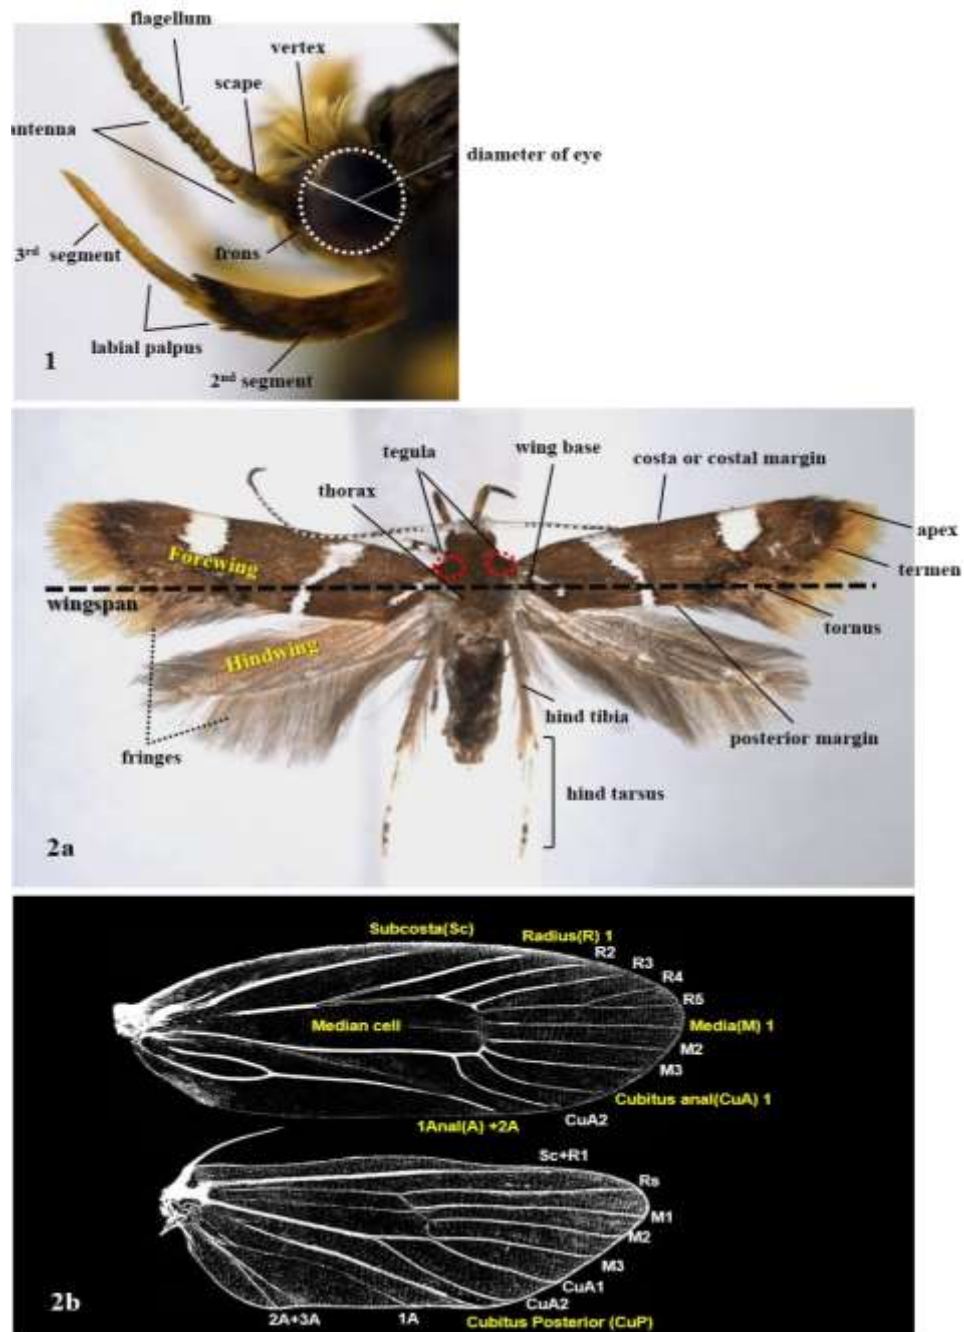 flagellum
vertex
scape
antenna
diameter of eye
3rd segment
frons
labial palpus
1
2nd segment
tegula
wing base
costa or costal margin
thorax
apex
Forewing
termen
wingspan
tornus
Hindwing
hind tibia
posterior margin
fringes
hind tarsus
2a
Subcosta(Sc)
Radius(R) 1
R2
R3
R4
R5
Median cell
Media(M) 1
M2
M3
Cubitus anal(CuA) 1
CuA2
1Anal(A) +2A
Sc+R1
Rs
M1
M2
M3
CuA1
2b
CuA2
2A+3A
1A
Cubitus Posterior (CuP)